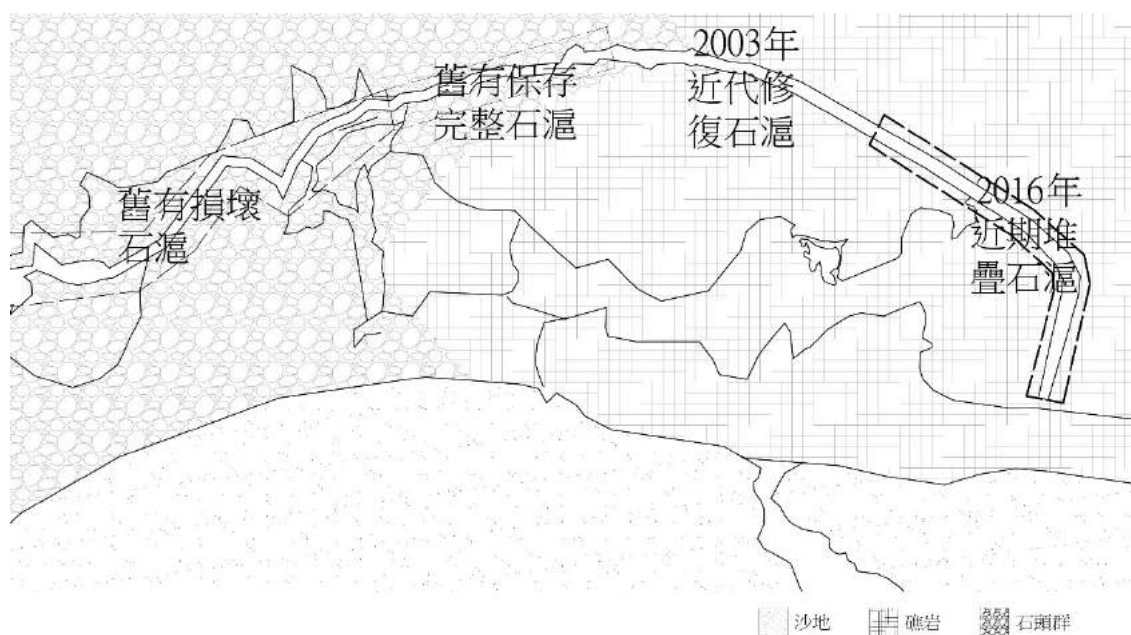 2003年
近代修
復石滬
舊有保存
完整石滬
2016年
近期堆
疊石滬
舊有損壞
石滬
沙地
礁岩
石頭群